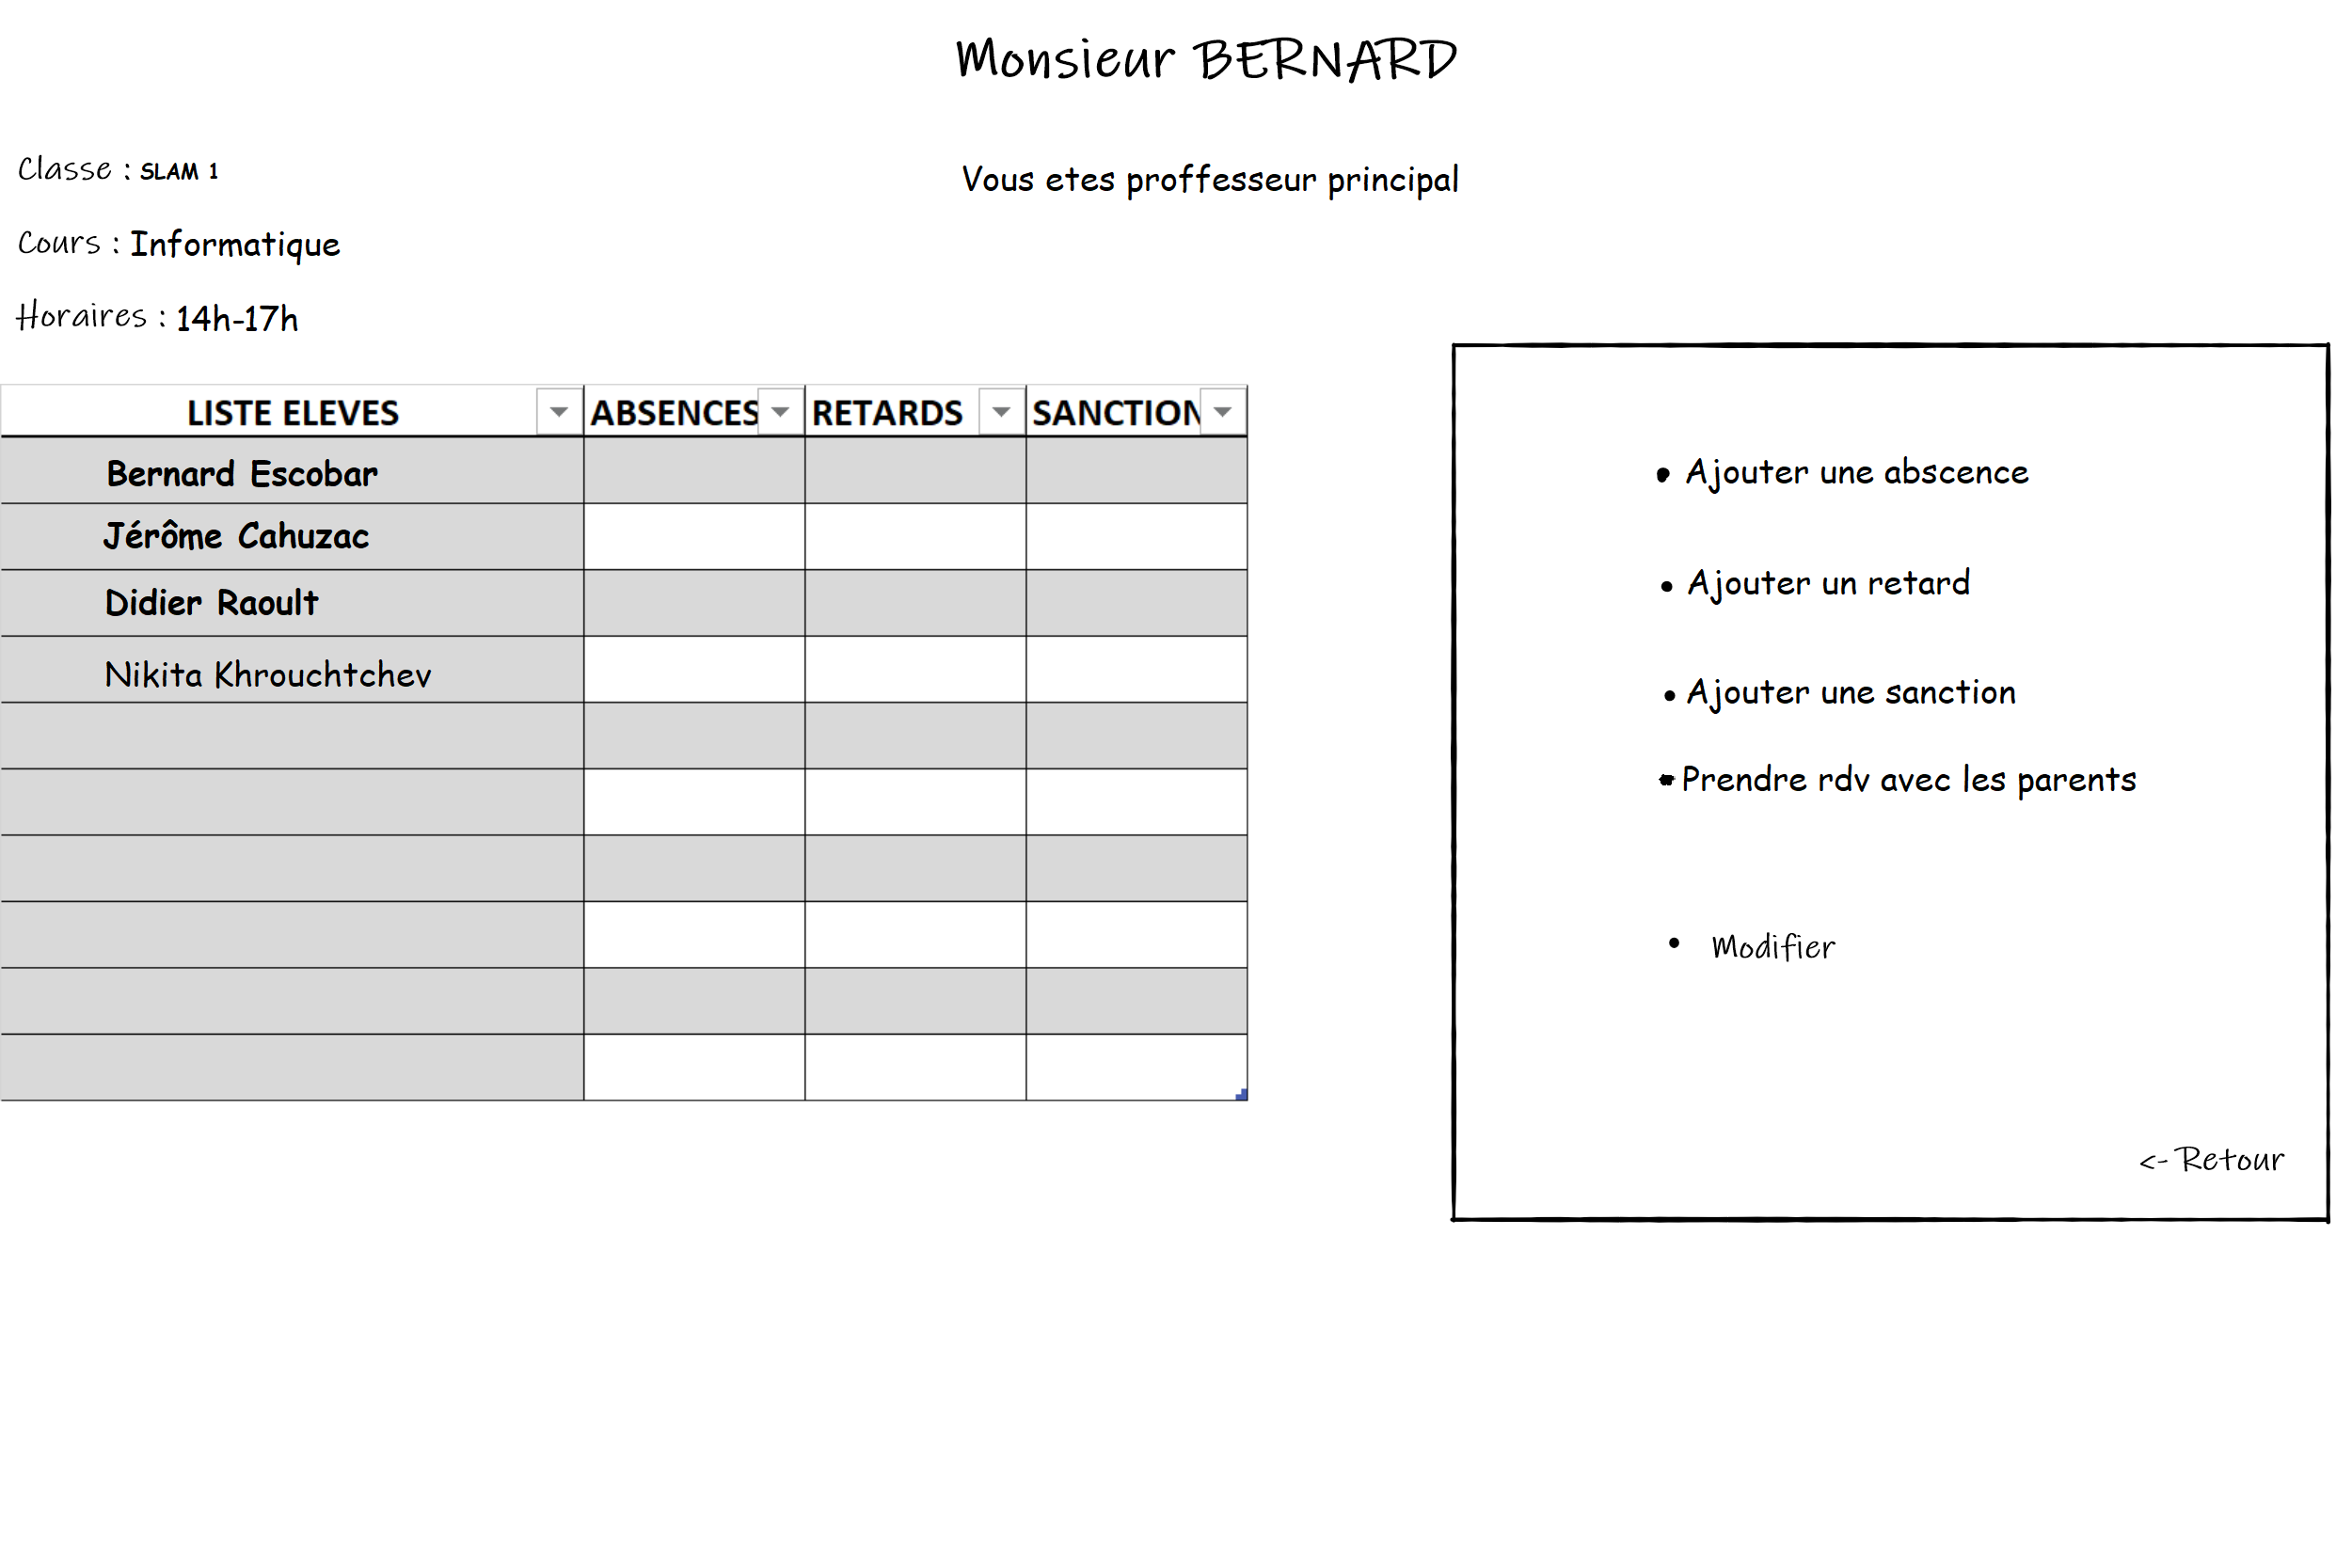 Monsieur BERNARD
Classe : SLAM 1
Vous etes proffesseur principal
Cours : Informatique
Horaires : 14h-17h
LISTE ELEVES ABSENCES RETARDS SANCTION
Bernard Escobar
Jérôme Cahuzac
Didier Raoult
Nikita Khrouchtchev
• Ajouter une abscence
• Ajouter un retard
• Ajouter une sanction
• Prendre rdv avec les parents
• Modifier
<- Retour